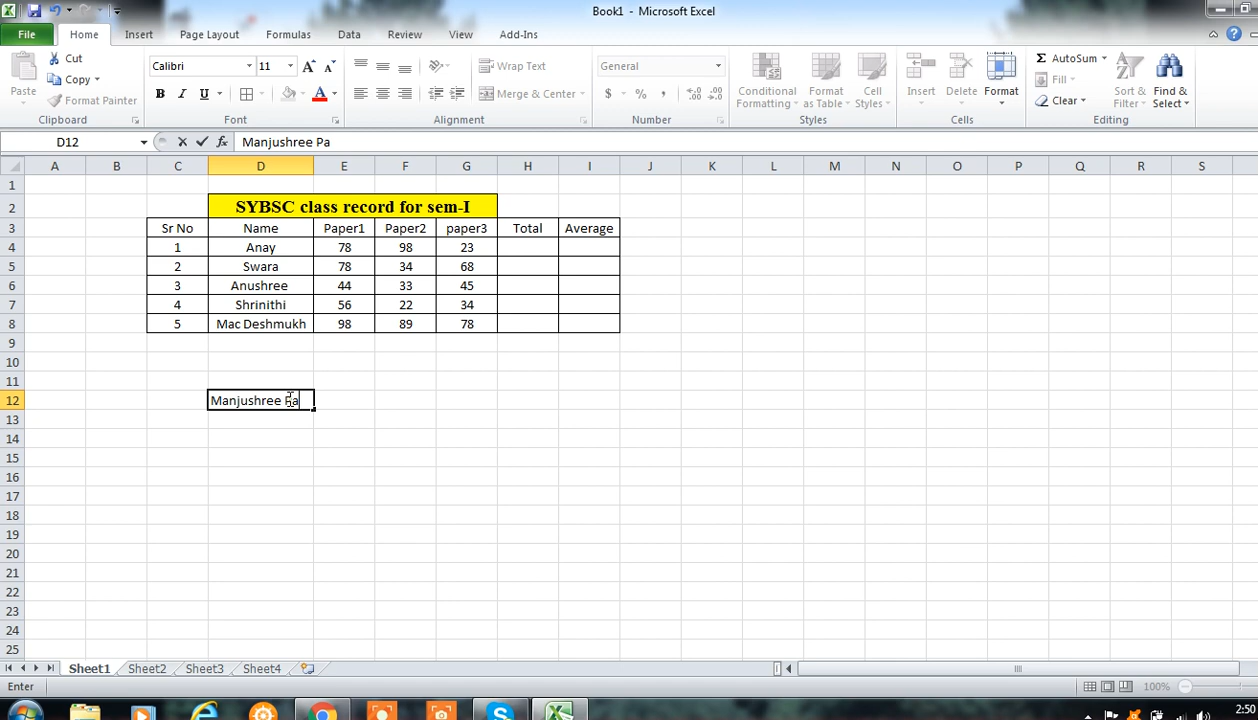 Book1 - Microsoft Excel
File Home Insert Page Layout Formulas Data Review View Add-Ins
Paste Cut Copy Format Painter Clipboard
Calibri 11 A A B I U A Font
Wrap Text Merge & Center Alignment
General $ % , .0 .00 .00 .0 Number
Conditional Formatting Format as Table Cell Styles Styles
Insert Delete Format Cells
Σ AutoSum Fill Clear Sort & Filter Find & Select Editing
D12 fx Manjushree Pa
A B C D E F G H I J K L M N O P Q R S
1
2 SYBSC class record for sem-I
3 Sr No Name Paper1 Paper2 paper3 Total Average
4 1 Anay 78 98 23
5 2 Swara 78 34 68
6 3 Anushree 44 33 45
7 4 Shrinithi 56 22 34
8 5 Mac Deshmukh 98 89 78
9
10
11
12 Manjushree Pa
13
14
15
16
17
18
19
20
21
22
23
24
25
Sheet1 Sheet2 Sheet3 Sheet4
Enter 100%
2:50